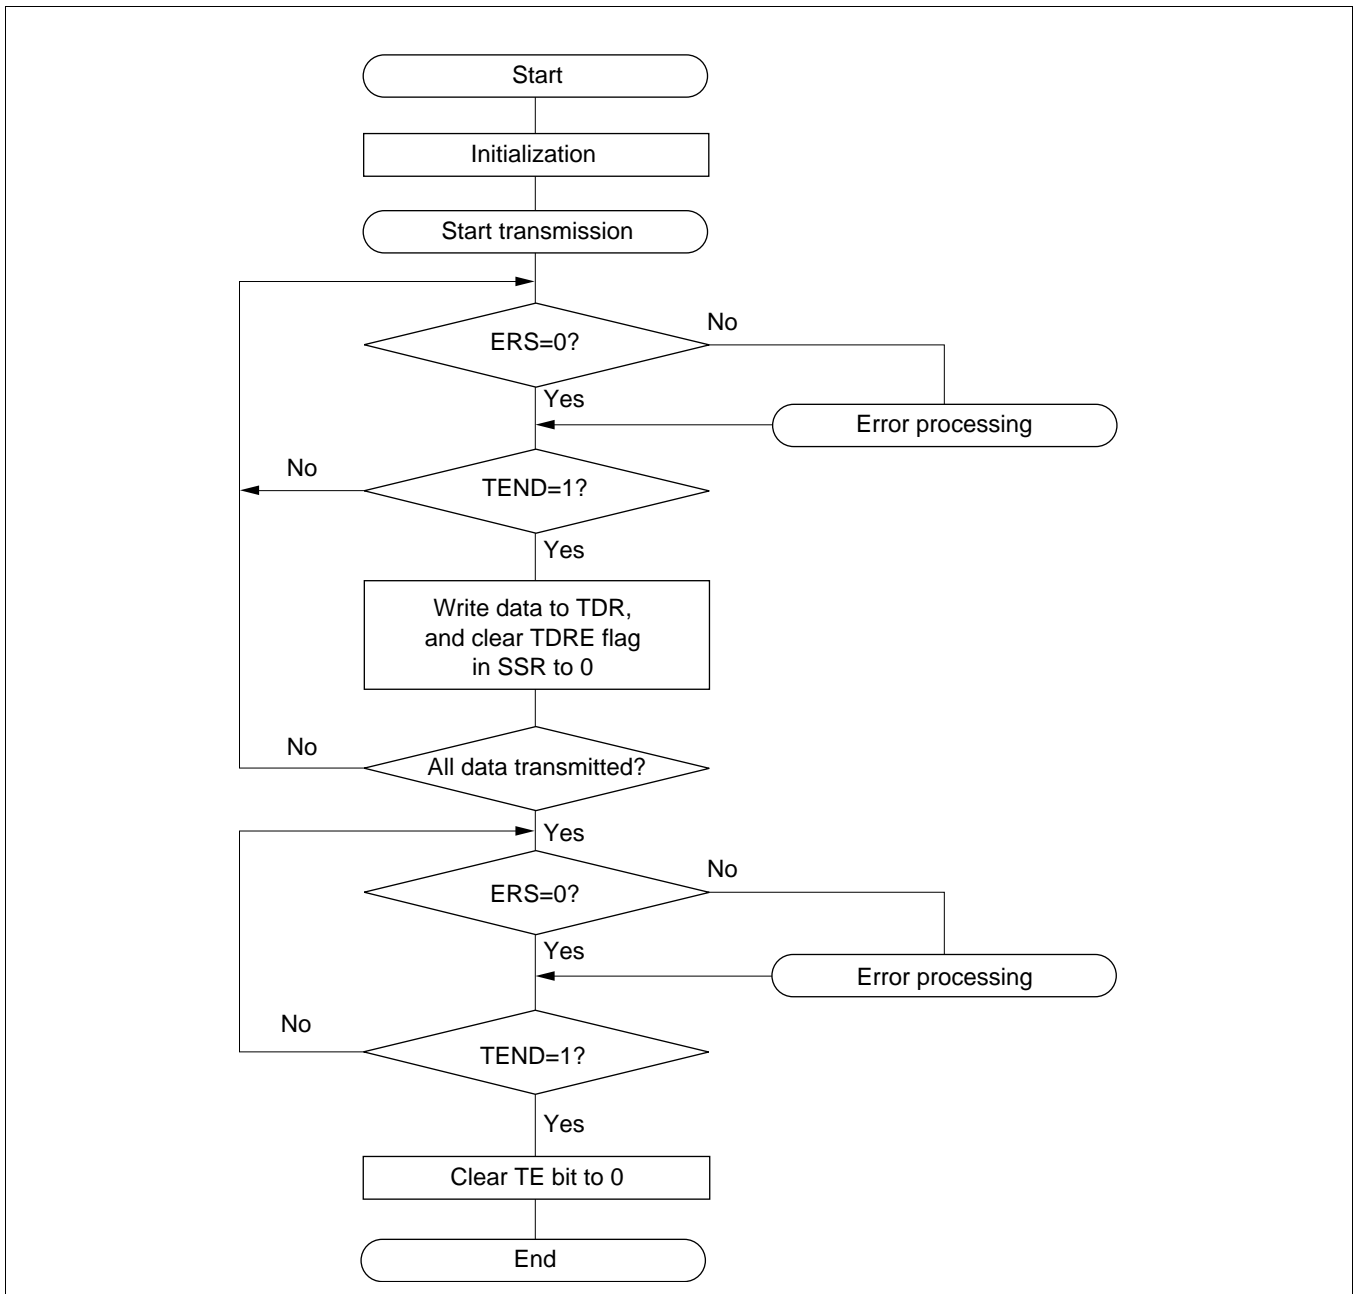 Start
Initialization
Start transmission
ERS=0?
No
Yes
Error processing
No
TEND=1?
Yes
Write data to TDR,
and clear TDRE flag
in SSR to 0
No
All data transmitted?
Yes
ERS=0?
No
Yes
Error processing
No
TEND=1?
Yes
Clear TE bit to 0
End